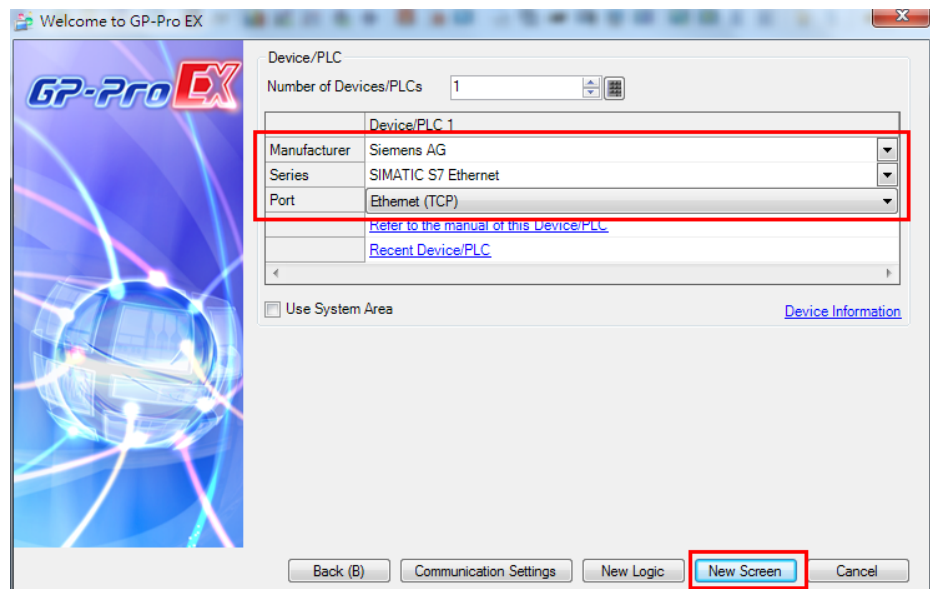 Welcome to GP-Pro EX
GP-Pro EX
Device/PLC
Number of Devices/PLCs 1
Device/PLC 1
Manufacturer Siemens AG
Series SIMATIC S7 Ethernet
Port Ethernet (TCP)
Refer to the manual of this Device/PLC
Recent Device/PLC
Use System Area
Device Information
Back (B) Communication Settings New Logic New Screen Cancel